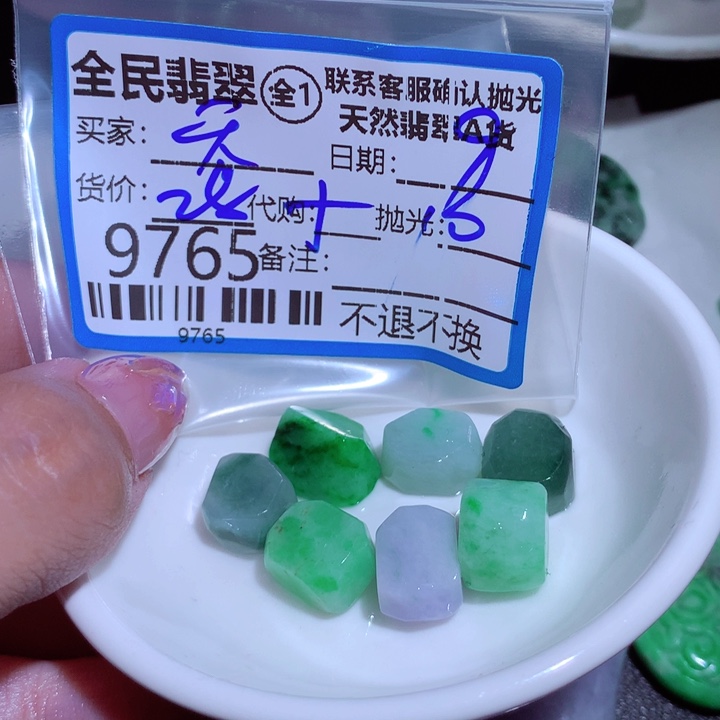 全民翡翠 全1 联系客服确认抛光
天然翡翠A货
买家:
日期:
货价: 代购: 抛光:
9765 备注:
9765
不退不换